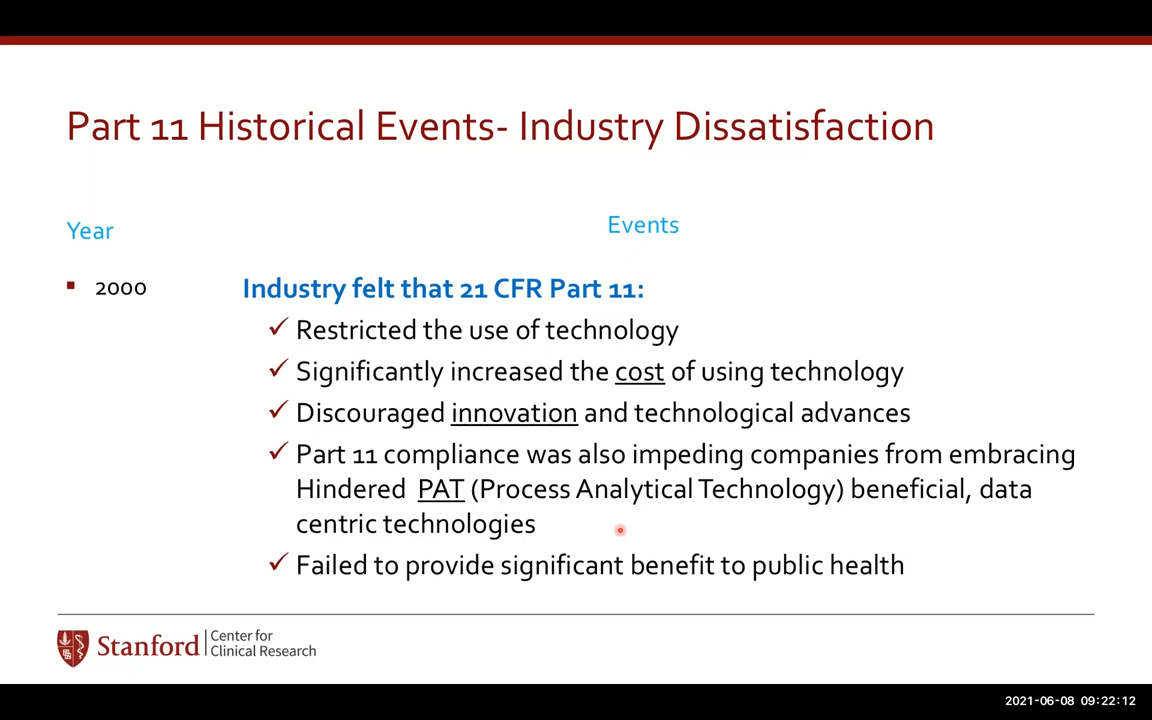 Part 11 Historical Events- Industry Dissatisfaction
Year
Events
2000
Industry felt that 21 CFR Part 11:
Restricted the use of technology
Significantly increased the cost of using technology
Discouraged innovation and technological advances
Part 11 compliance was also impeding companies from embracing
Hindered PAT (Process Analytical Technology) beneficial, data
centric technologies
Failed to provide significant benefit to public health
Stanford
Center for
Clinical Research
2021-06-08 09:22:12